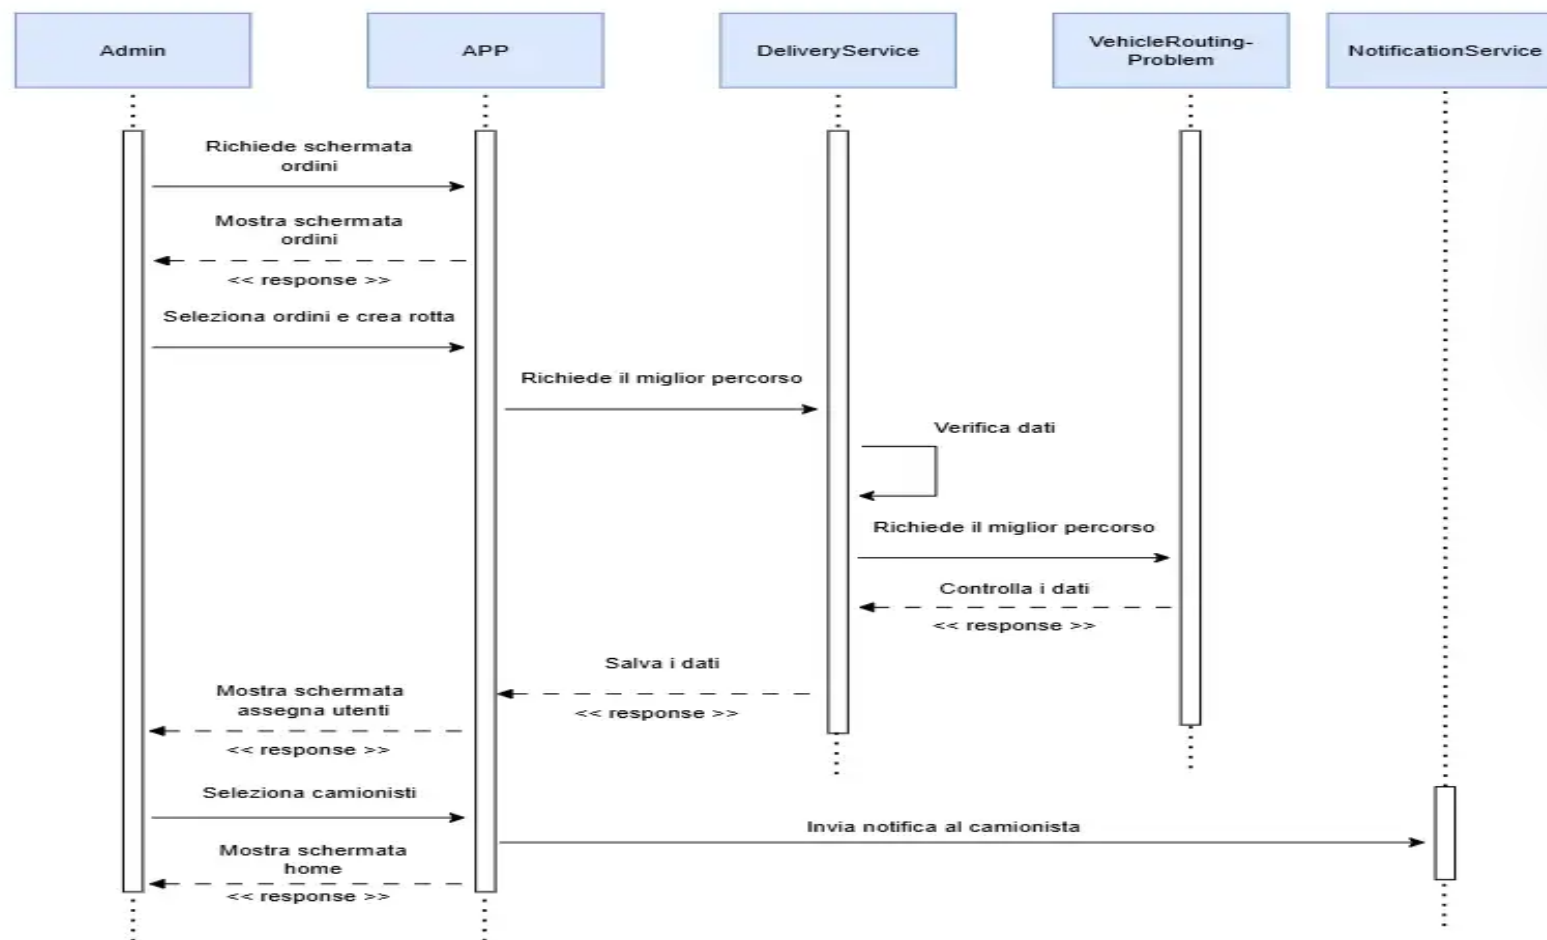 Admin
APP
DeliveryService
VehicleRouting-
Problem
NotificationService
Richiede schermata
ordini
Mostra schermata
ordini
<< response >>
Seleziona ordini e crea rotta
Richiede il miglior percorso
Verifica dati
Richiede il miglior percorso
Controlla i dati
<< response >>
Salva i dati
<< response >>
Mostra schermata
assegna utenti
<< response >>
Seleziona camionisti
Invia notifica al camionista
Mostra schermata
home
<< response >>